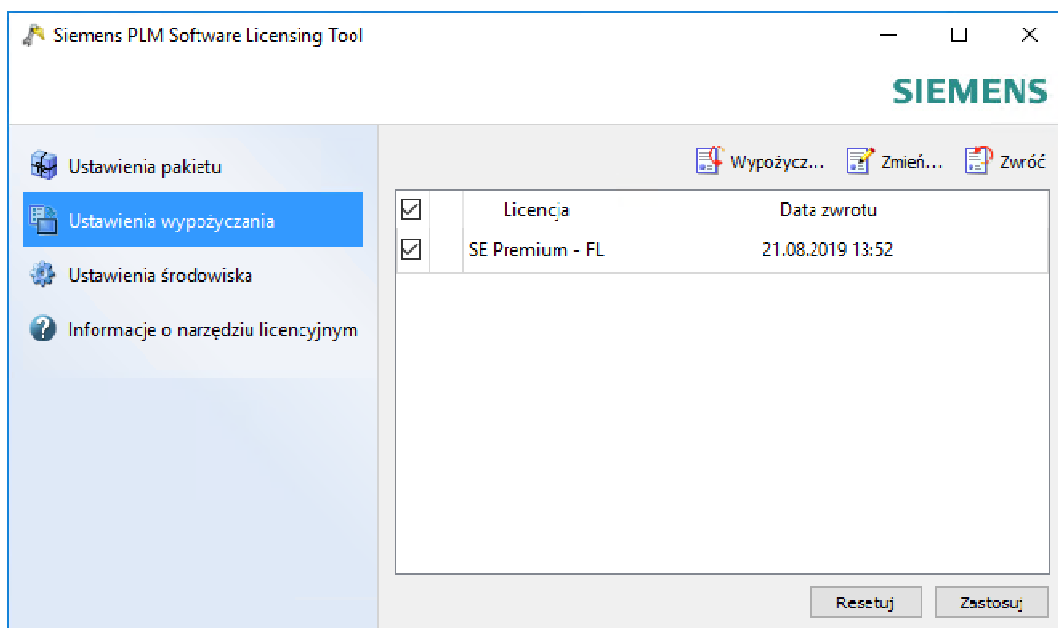 Siemens PLM Software Licensing Tool
SIEMENS
Ustawienia pakietu
Ustawienia wypożyczania
Ustawienia środowiska
Informacje o narzędziu licencyjnym
Wypożycz... Zmień... Zwróć
Licencja Data zwrotu
SE Premium - FL 21.08.2019 13:52
Resetuj Zastosuj